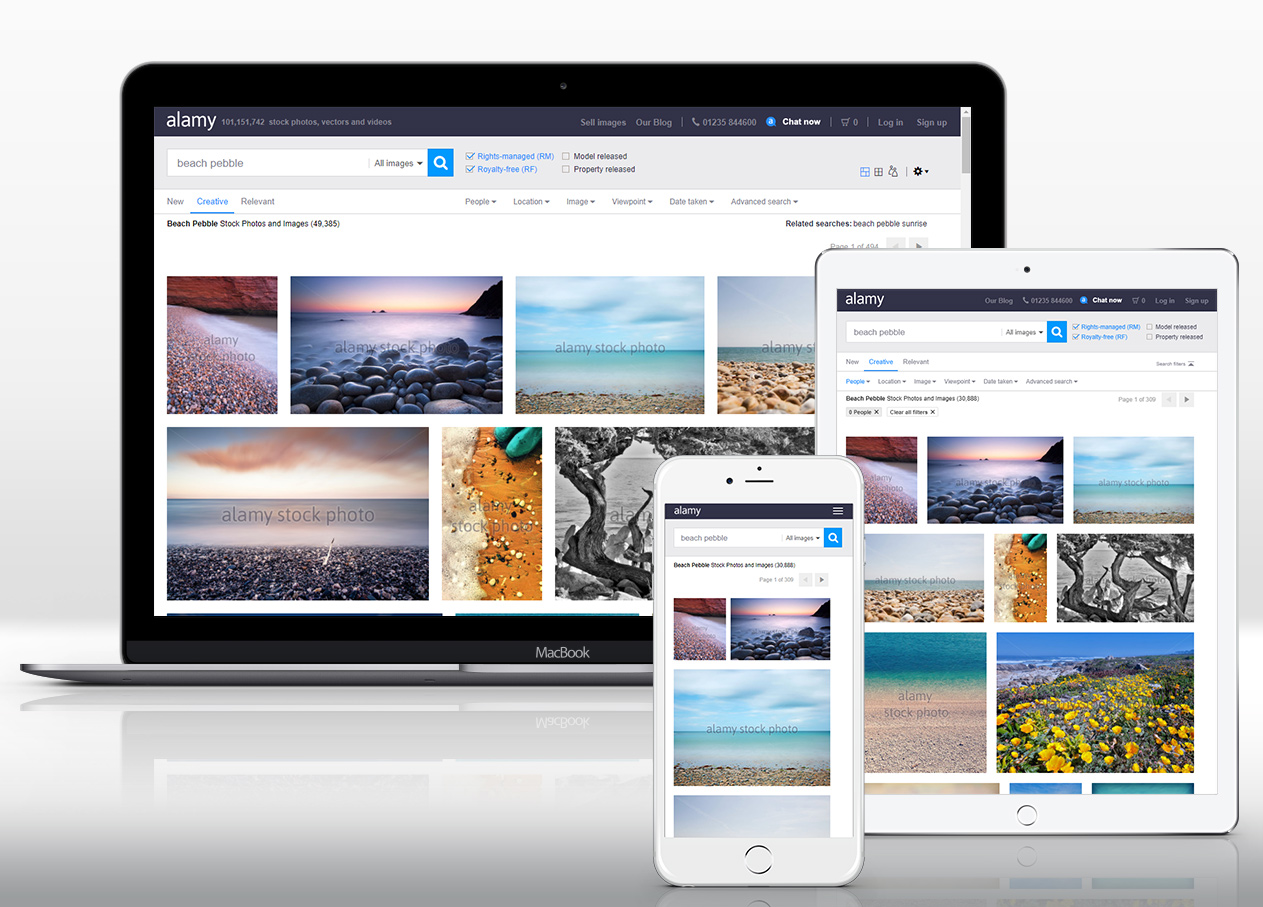 alamy 101,151,742 stock photos, vectors and videos Sell images Our Blog 01235 844600 a Chat now 0 Log in Sign up
beach pebble All images Rights-managed (RM) Model released
Royalty-free (RF) Property released
New Creative Relevant People Location Image Viewpoint Date taken Advanced search
Beach Pebble Stock Photos and Images (49,385) Related searches: beach pebble sunrise
Page 1 of 494
alamy
stock photo
alamy stock photo
alamy stock photo
alamy st
alamy stock photo
alamy
stock photo
alam
MacBook
alamy Our Blog 01235 844600 a Chat now 0 Log in Sign up
beach pebble All images Rights-managed (RM) Model released
Royalty-free (RF) Property released
New Creative Relevant Search filters
People Location Image Viewpoint Date taken Advanced search
Beach Pebble Stock Photos and Images (30,888) Page 1 of 309
0 People X Clear all filters X
alamy
stock photo
alamy stock photo
alamy stock photo
alamy stock photo
alamy
stock photo
alamy
beach pebble All images
Beach Pebble Stock Photos and Images (30,888)
Page 1 of 309
alamy stock photo